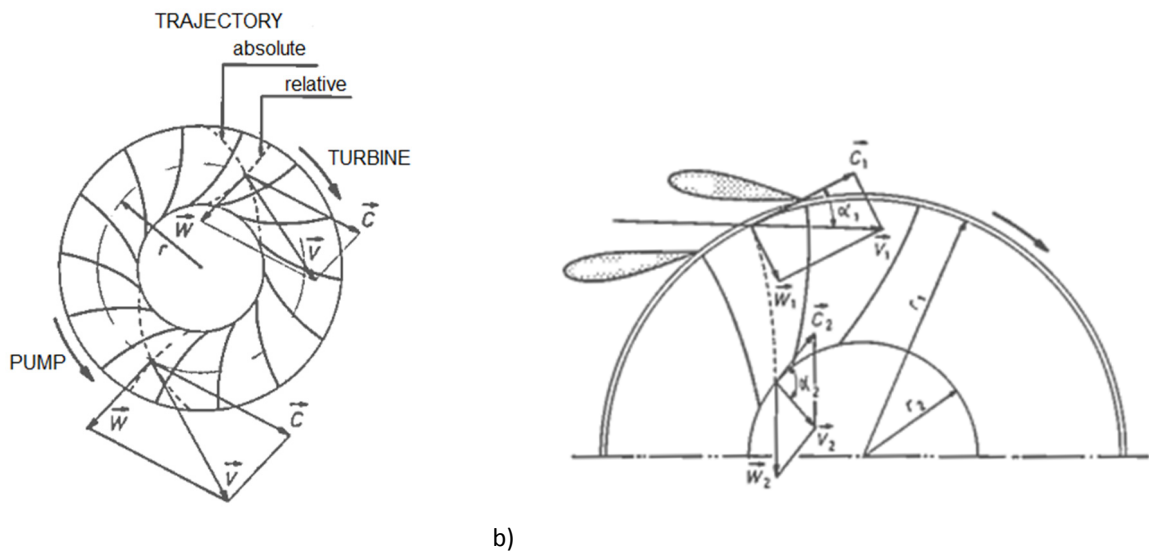 TRAJECTORY
absolute
relative
TURBINE
W
C
V
r
PUMP
W
C
V
C₁
α₁
V₁
W₁
C₂
r₁
α₂
r₂
V₂
W₂
b)